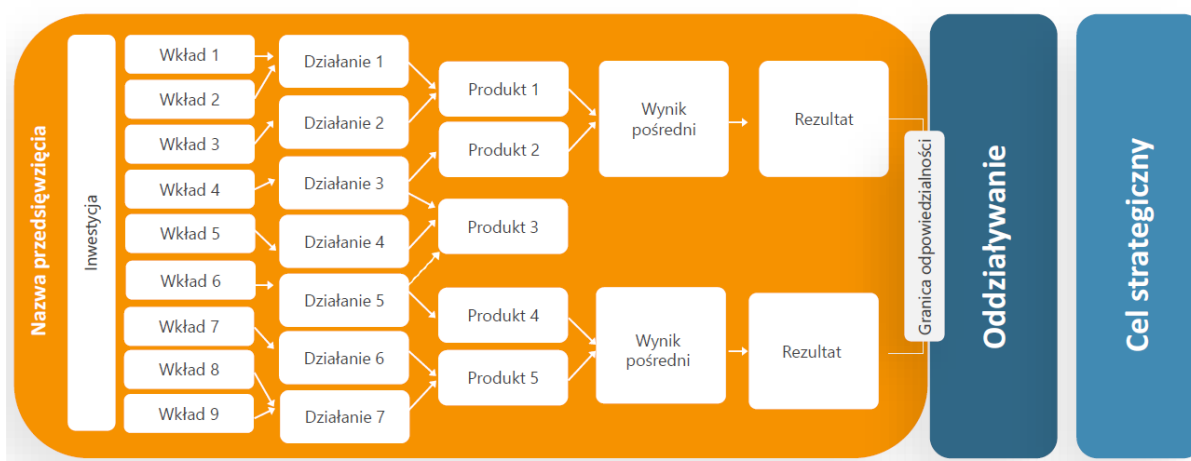 Nazwa przedsięwzięcia
Inwestycja
Wkład 1
Wkład 2
Wkład 3
Wkład 4
Wkład 5
Wkład 6
Wkład 7
Wkład 8
Wkład 9
Działanie 1
Działanie 2
Działanie 3
Działanie 4
Działanie 5
Działanie 6
Działanie 7
Produkt 1
Produkt 2
Produkt 3
Produkt 4
Produkt 5
Wynik
pośredni
Wynik
pośredni
Rezultat
Rezultat
Granica odpowiedzialności
Oddziaływanie
Cel strategiczny